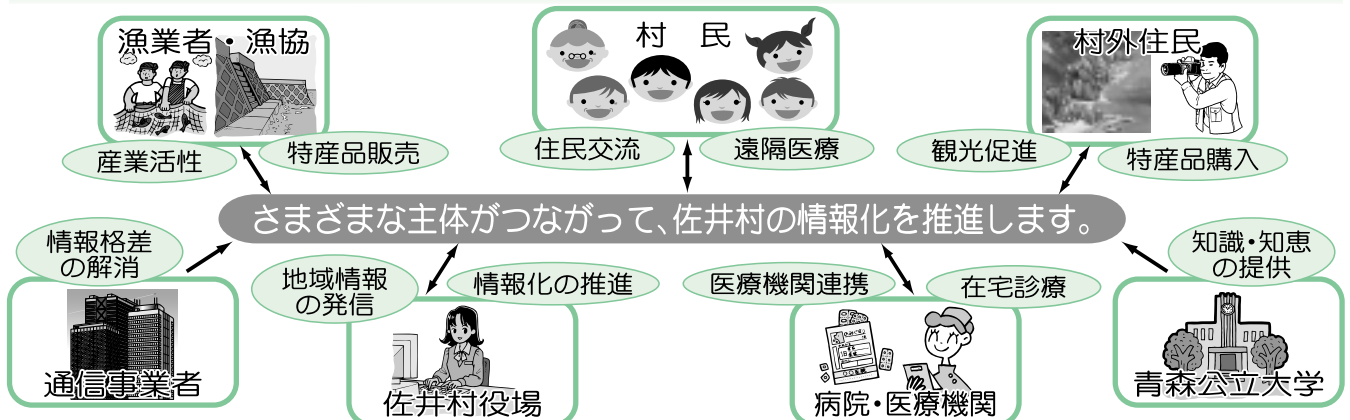 漁業者・漁協
産業活性
特産品販売
村　民
住民交流
遠隔医療
村外住民
観光促進
特産品購入
さまざまな主体がつながって、佐井村の情報化を推進します。
情報格差
の解消
通信事業者
地域情報
の発信
情報化の推進
佐井村役場
医療機関連携
在宅診療
病院・医療機関
知識・知恵
の提供
青森公立大学